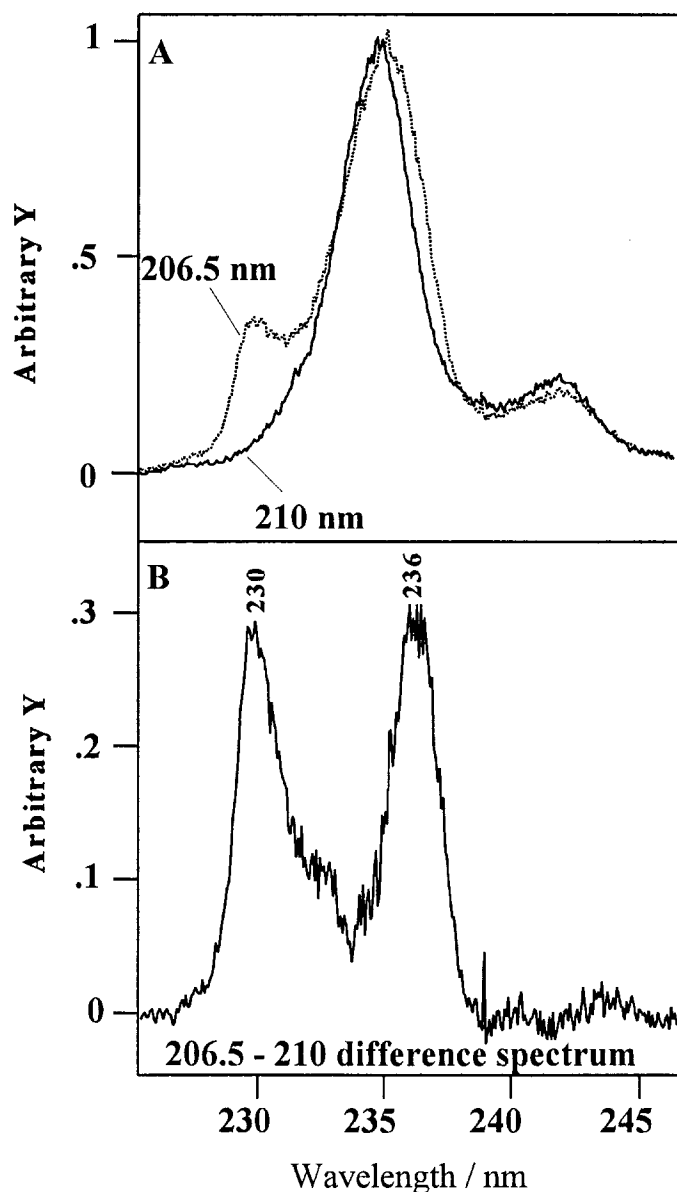 A
1
.5
0
Arbitrary Y
206.5 nm
210 nm
B
230
236
.3
.2
.1
0
Arbitrary Y
206.5 - 210 difference spectrum
230 235 240 245
Wavelength / nm